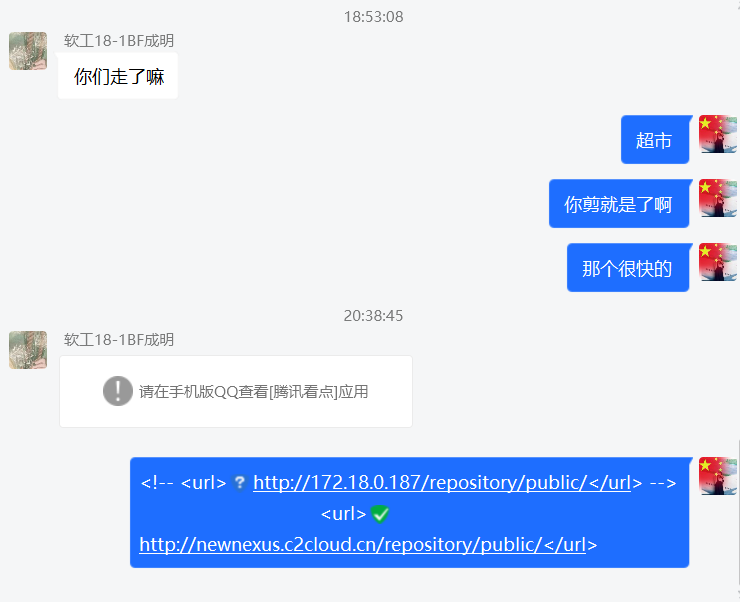 18:53:08
软工18-1BF成明
你们走了嘛
超市
你剪就是了啊
那个很快的
20:38:45
软工18-1BF成明
请在手机版QQ查看[腾讯看点]应用
<!-- <url> http://172.18.0.187/repository/public/</url> -->
<url>
http://newnexus.c2cloud.cn/repository/public/</url>